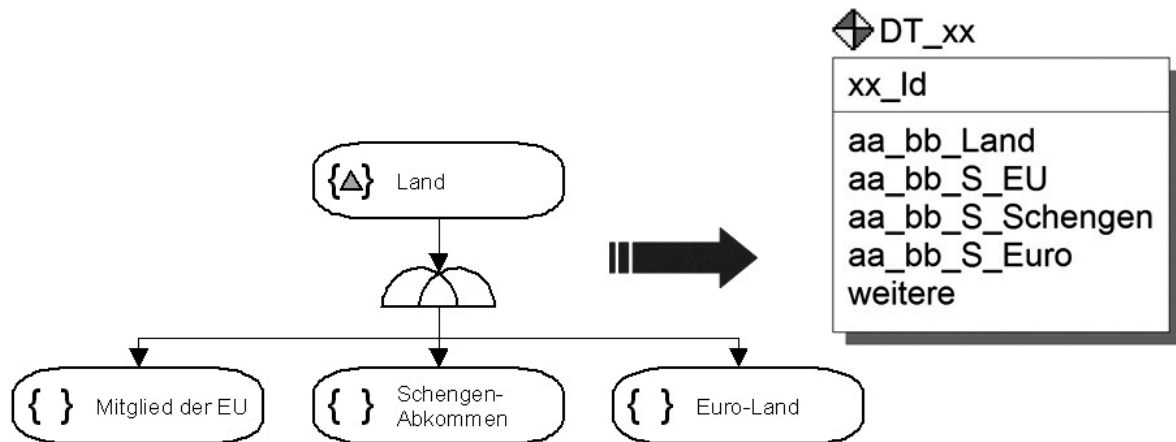 DT_xx
xx_Id
aa_bb_Land
aa_bb_S_EU
aa_bb_S_Schengen
aa_bb_S_Euro
weitere
{ } Land
{ } Mitglied der EU
{ } Schengen-
Abkommen
{ } Euro-Land